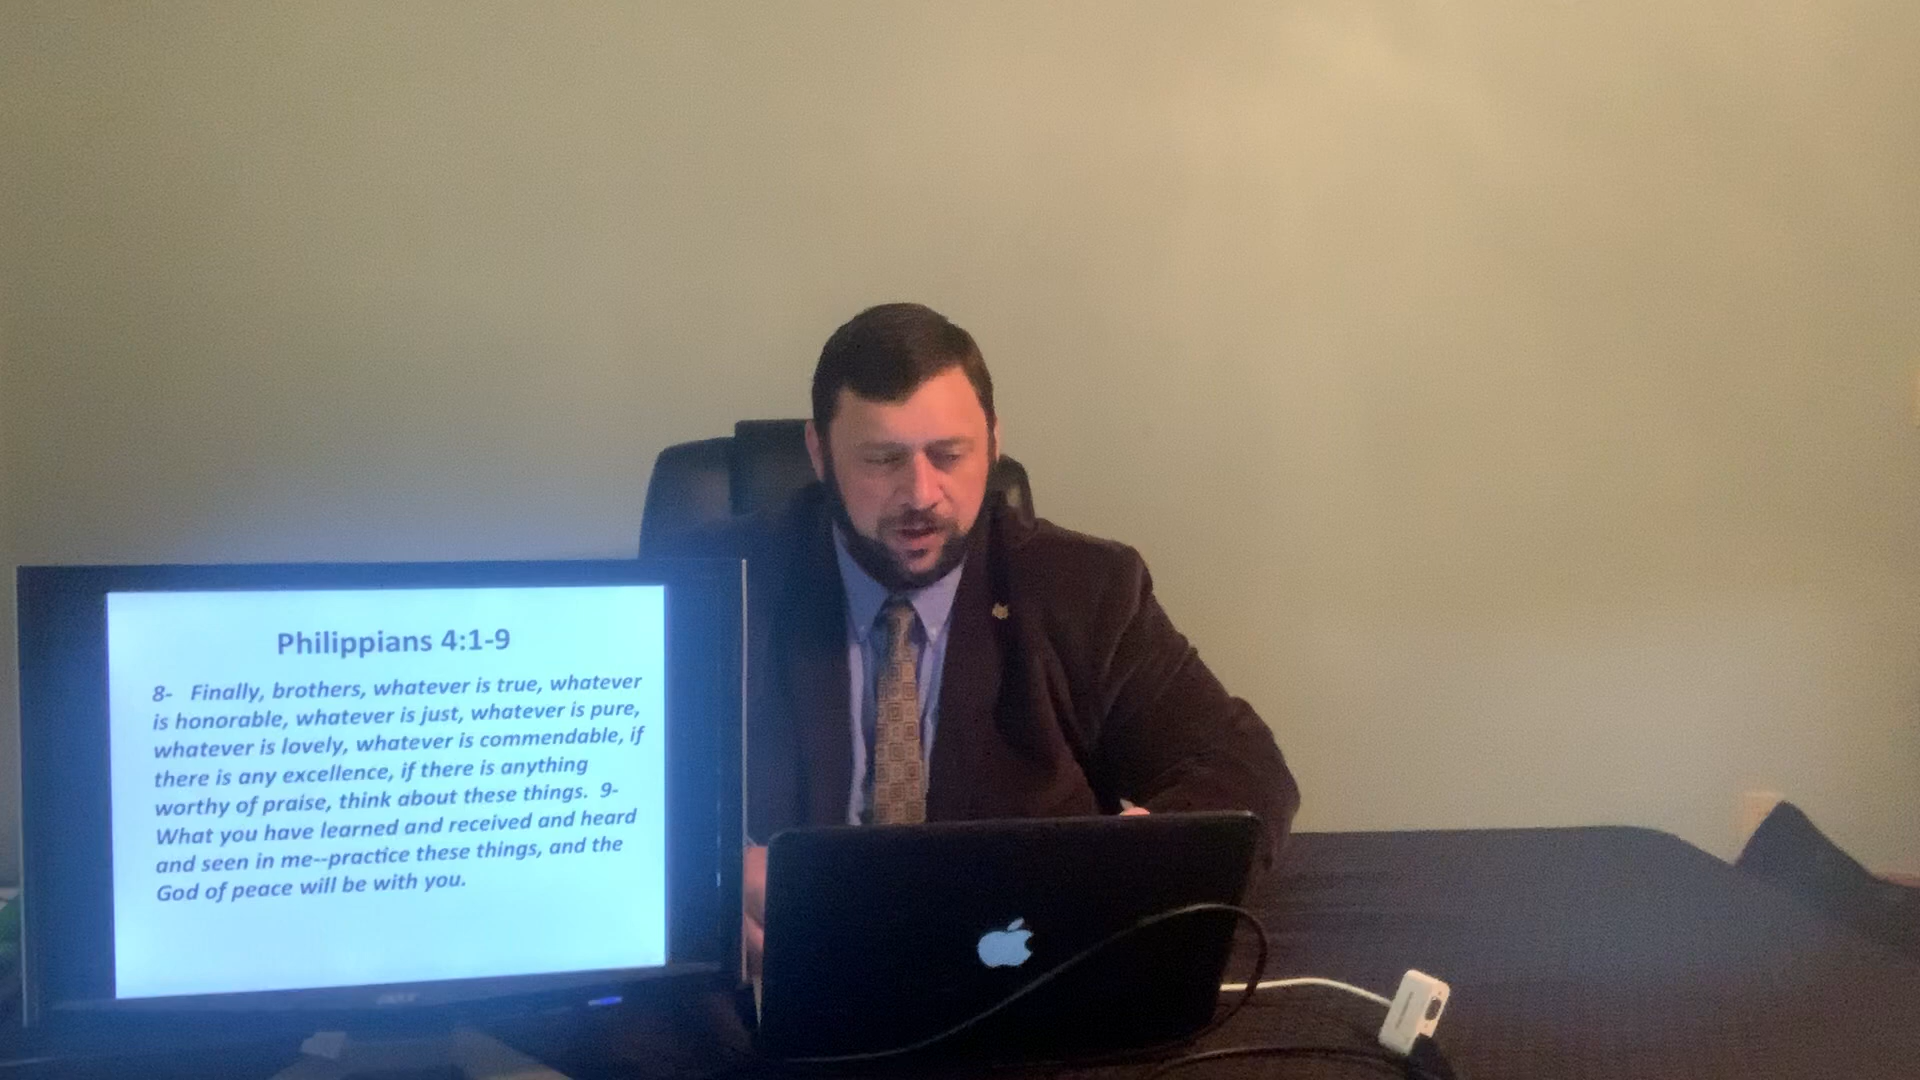 Philippians 4:1-9
8- Finally, brothers, whatever is true, whatever
is honorable, whatever is just, whatever is pure,
whatever is lovely, whatever is commendable, if
there is any excellence, if there is anything
worthy of praise, think about these things. 9-
What you have learned and received and heard
and seen in me--practice these things, and the
God of peace will be with you.
acer